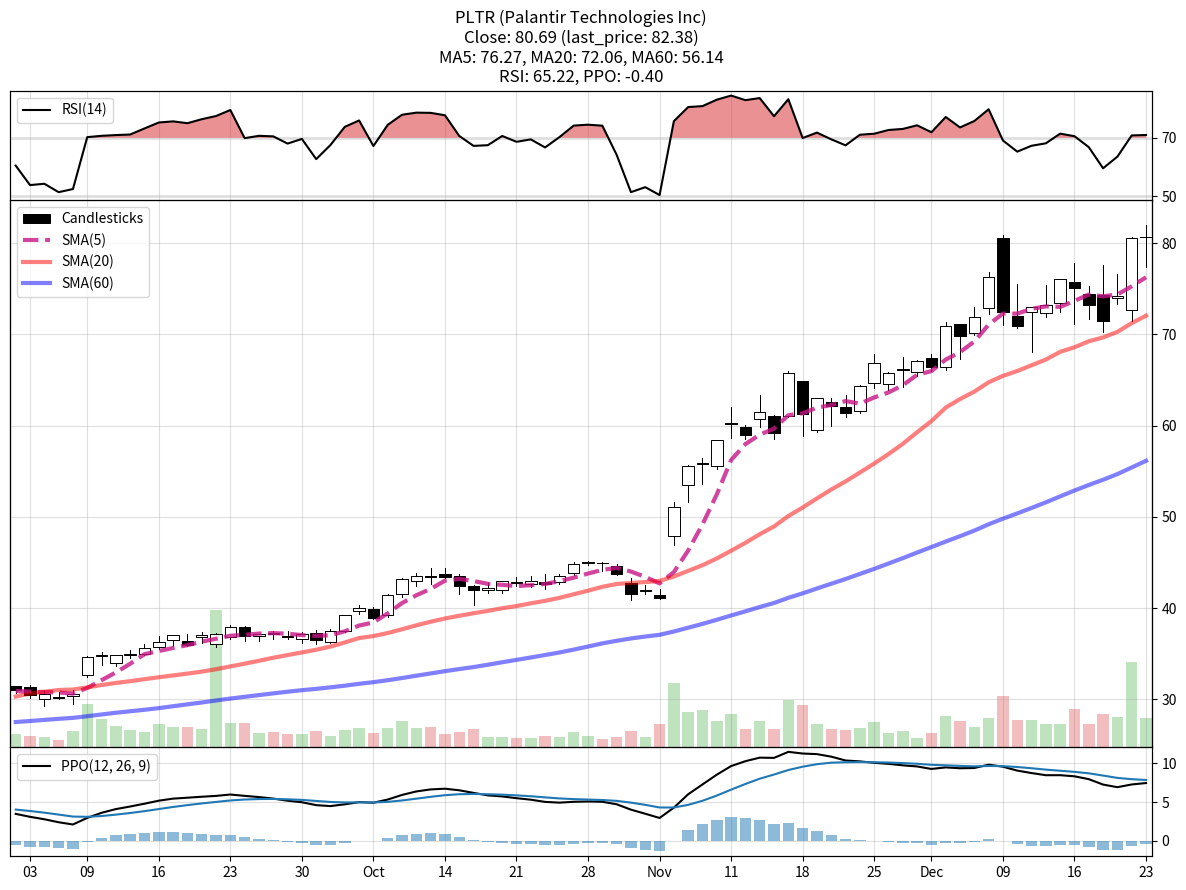 PLTR (Palantir Technologies Inc)
Close: 80.69 (last_price: 82.38)
MA5: 76.27, MA20: 72.06, MA60: 56.14
RSI: 65.22, PPO: -0.40
RSI(14)
70
50
Candlesticks
SMA(5)
SMA(20)
SMA(60)
80
70
60
50
40
30
PPO(12, 26, 9)
10
5
0
03 09 16 23 30 Oct 14 21 28 Nov 11 18 25 Dec 09 16 23